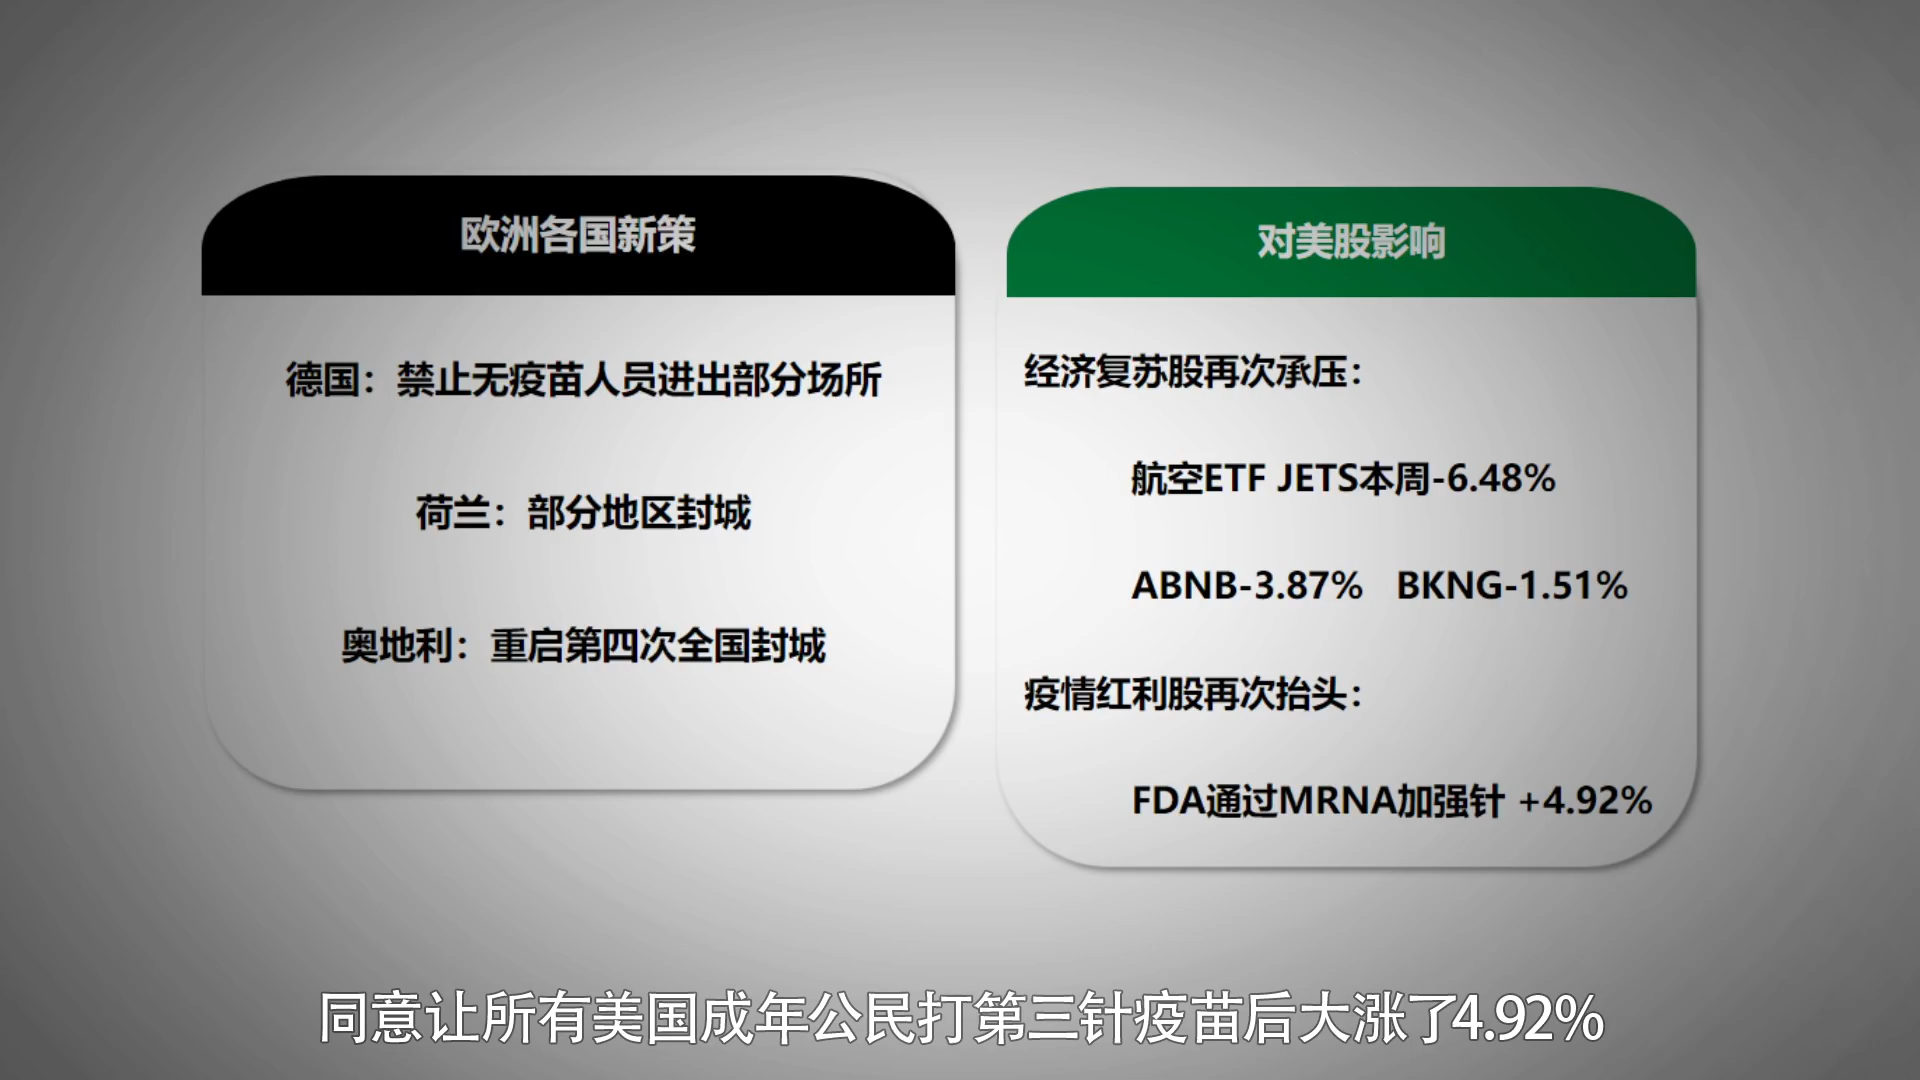 欧洲各国新策
德国：禁止无疫苗人员进出部分场所
荷兰：部分地区封城
奥地利：重启第四次全国封城
对美股影响
经济复苏股再次承压：
航空ETF JETS本周-6.48%
ABNB-3.87% BKNG-1.51%
疫情红利股再次抬头：
FDA通过MRNA加强针 +4.92%
同意让所有美国成年公民打第三针疫苗后大涨了4.92%